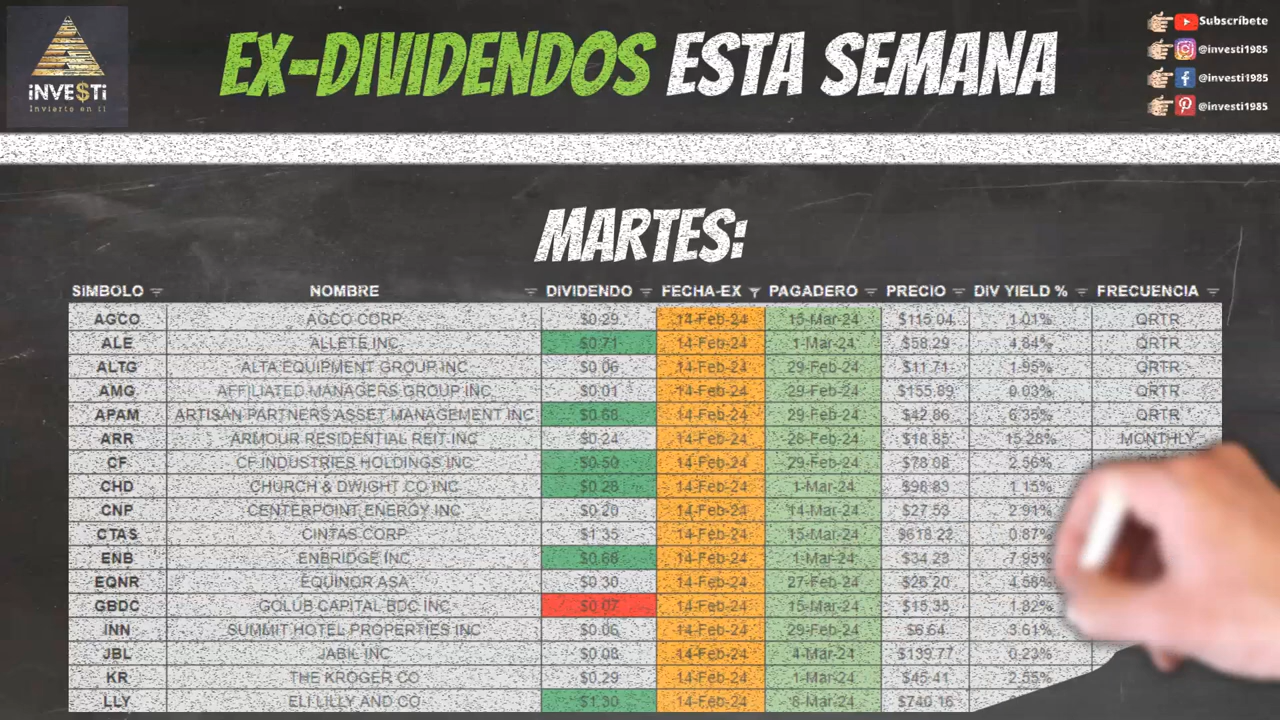 iNVE$Ti
Invierte en ti
EX-DIVIDENDOS ESTA SEMANA
Subscríbete
@investi1985
@investi1985
@investi1985
MARTES:
SIMBOLO NOMBRE DIVIDENDO FECHA-EX PAGADERO PRECIO DIV YIELD % FRECUENCIA
AGCO AGCO CORP $0.29 14-Feb-24 15-Mar-24 $115.04 1.01% QRTR
ALE ALLETE INC $0.71 14-Feb-24 1-Mar-24 $58.29 4.84% QRTR
ALTG ALTA EQUIPMENT GROUP INC $0.06 14-Feb-24 29-Feb-24 $11.71 1.95% QRTR
AMG AFFILIATED MANAGERS GROUP INC $0.01 14-Feb-24 29-Feb-24 $155.89 0.03% QRTR
APAM ARTISAN PARTNERS ASSET MANAGEMENT INC $0.68 14-Feb-24 29-Feb-24 $42.86 6.35% QRTR
ARR ARMOUR RESIDENTIAL REIT INC $0.24 14-Feb-24 28-Feb-24 $18.85 15.28% MONTHLY
CF CF INDUSTRIES HOLDINGS INC $0.50 14-Feb-24 29-Feb-24 $78.08 2.56%
CHD CHURCH & DWIGHT CO INC $0.28 14-Feb-24 1-Mar-24 $98.83 1.15%
CNP CENTERPOINT ENERGY INC $0.20 14-Feb-24 14-Mar-24 $27.53 2.91%
CTAS CINTAS CORP $1.35 14-Feb-24 15-Mar-24 $618.22 0.87%
ENB ENBRIDGE INC $0.68 14-Feb-24 1-Mar-24 $34.23 7.95%
EQNR EQUINOR ASA $0.30 14-Feb-24 27-Feb-24 $26.20 4.58%
GBDC GOLUB CAPITAL BDC INC $0.07 14-Feb-24 15-Mar-24 $15.35 1.82%
INN SUMMIT HOTEL PROPERTIES INC $0.06 14-Feb-24 29-Feb-24 $6.64 3.61%
JBL JABIL INC $0.08 14-Feb-24 4-Mar-24 $139.77 0.23%
KR THE KROGER CO $0.29 14-Feb-24 1-Mar-24 $45.41 2.55%
LLY ELI LILLY AND CO $1.30 14-Feb-24 8-Mar-24 $740.16